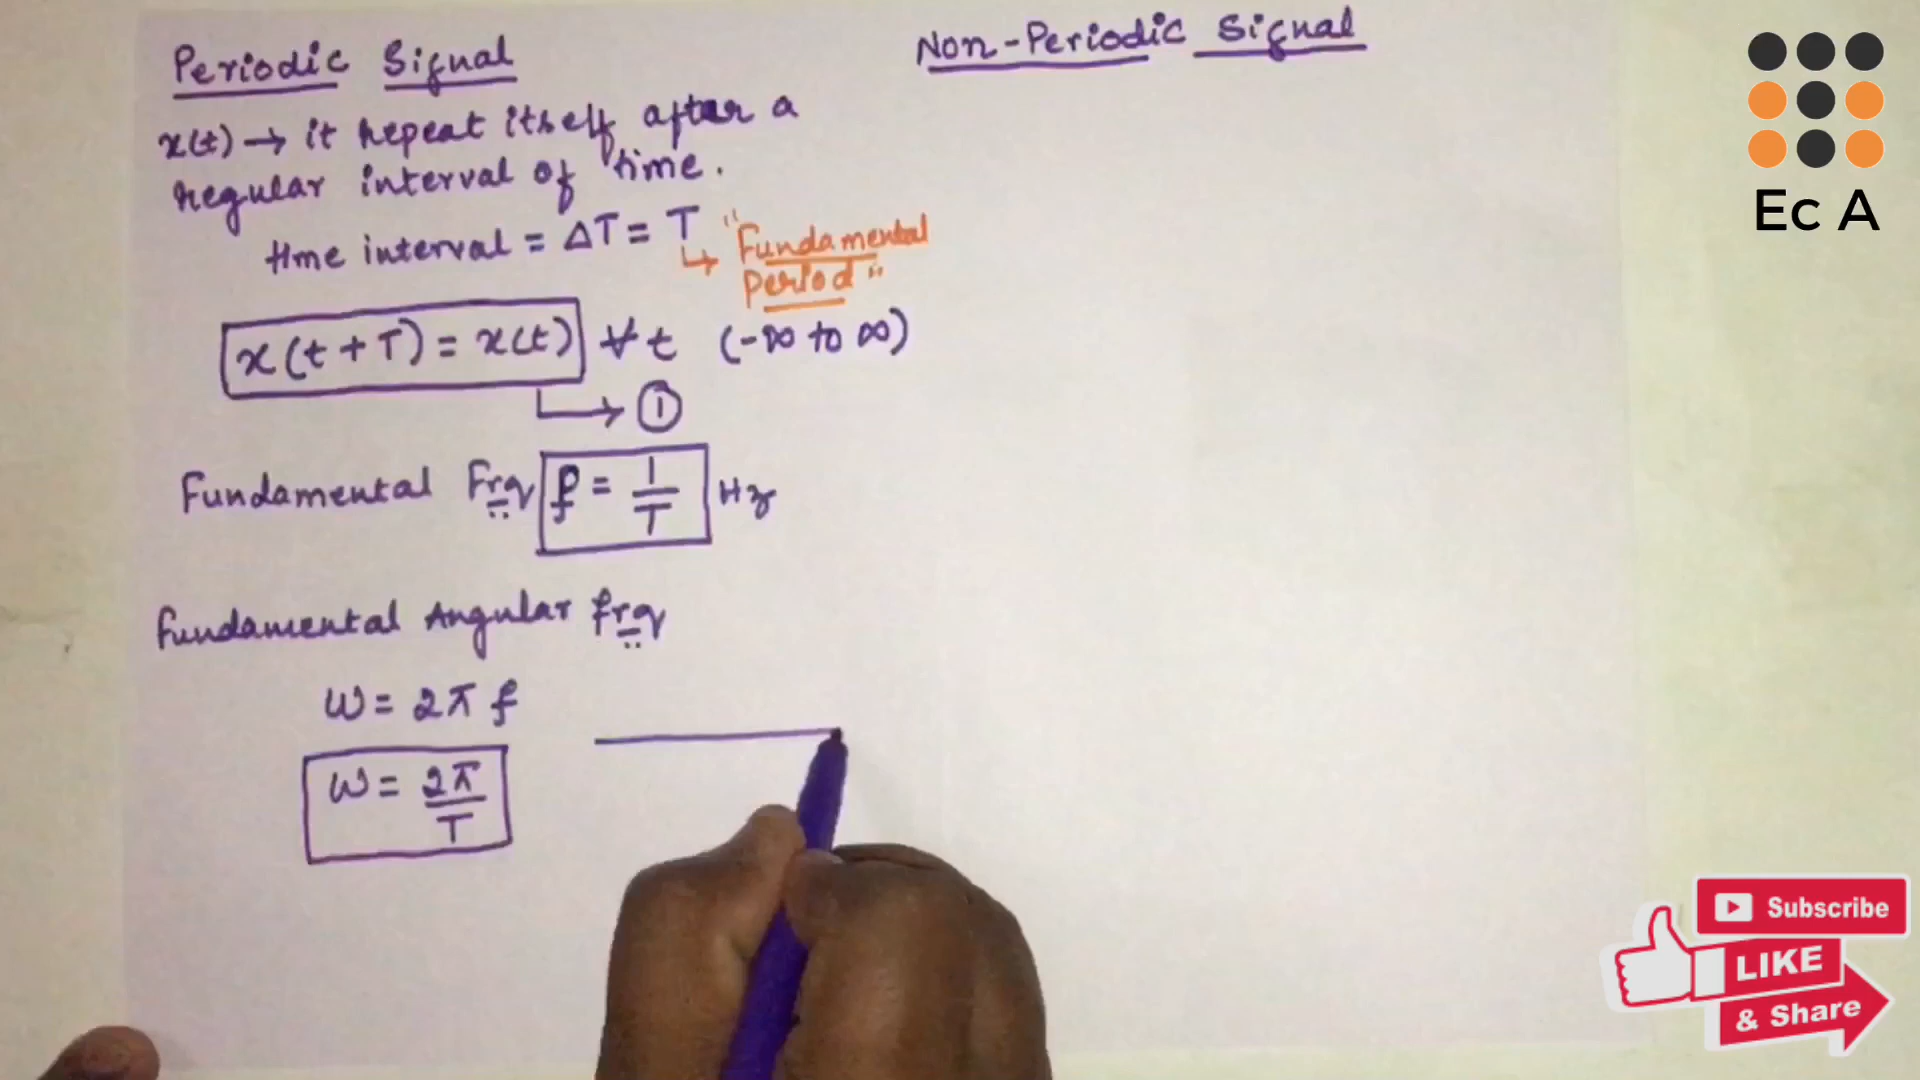 Periodic Signal
x(t) → it repeat itself after a
regular interval of time.
time interval = ΔT = T
"Fundamental
Period"
x(t+T) = x(t) ∀ t (-∞ to ∞)
①
Fundamental Frq f = 1/T Hz
Fundamental Angular frq
ω = 2π f
ω = 2π/T
Non-Periodic Signal
Ec A
Subscribe
LIKE
& Share